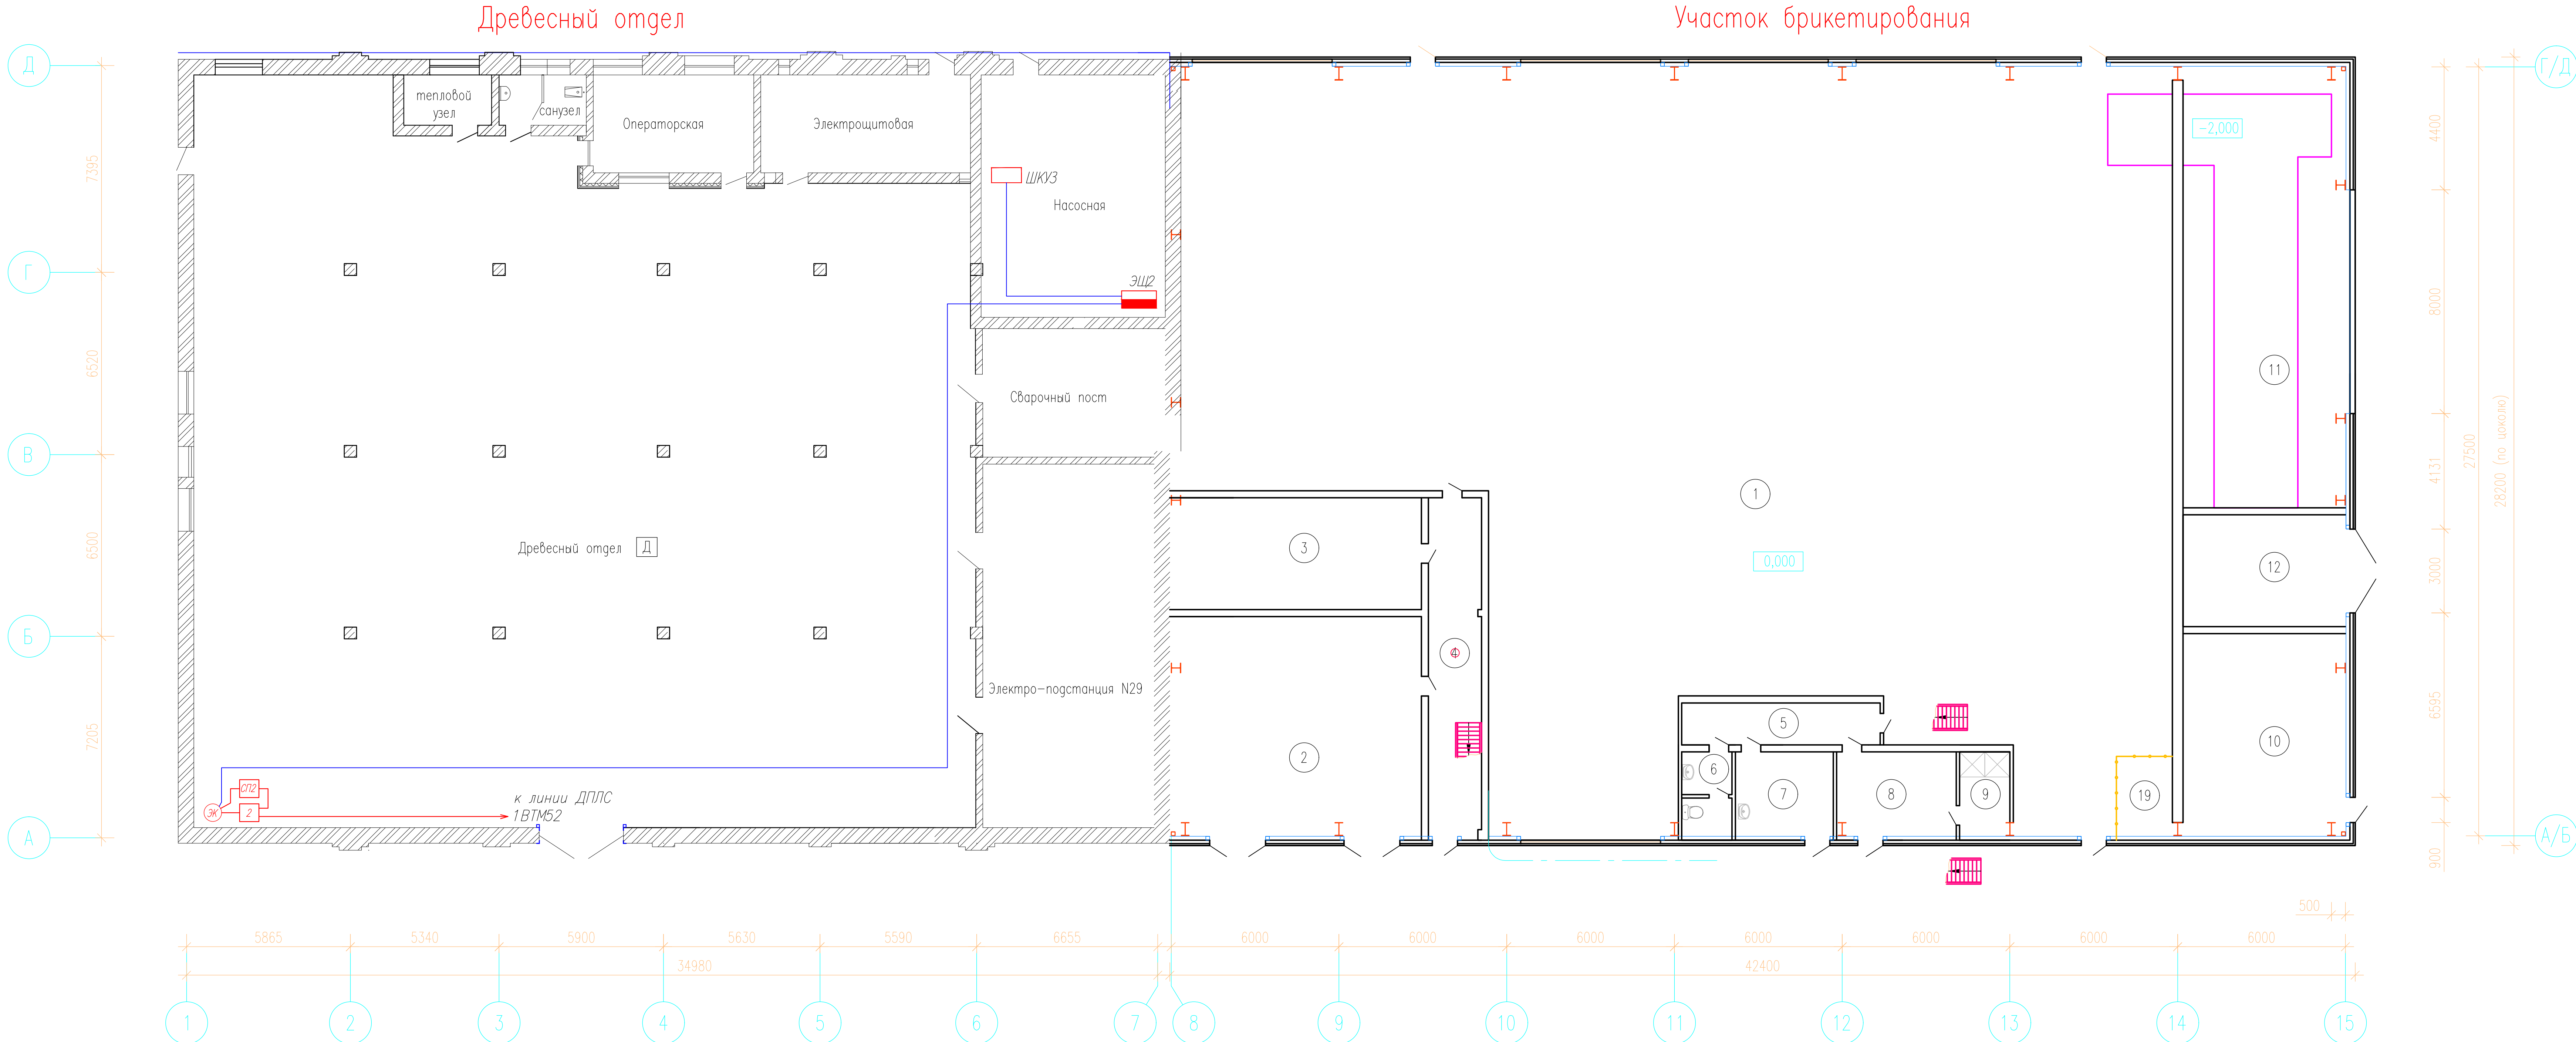 Древесный отдел
Участок брикетирования
Д
Г/Д
тепловой
узел
санузел
Операторская
Электрощитовая
-2,000
4400
7395
ШКУЗ
Насосная
Г
ЭЩ2
8000
6520
11
Сварочный пост
28200 (по цоколю)
27500
В
4131
1
3
Древесный отдел
Д
6500
0,000
12
3000
Б
4
Электро-подстанция N29
6595
5
7205
10
2
6
7
8
9
19
СП2
ЭК
2
к линии ДПЛС
1ВТМ52
А
А/Б
900
500
5865
5340
5900
5630
5590
6655
6000
6000
6000
6000
6000
6000
6000
34980
42400
1
2
3
4
5
6
7
8
9
10
11
12
13
14
15